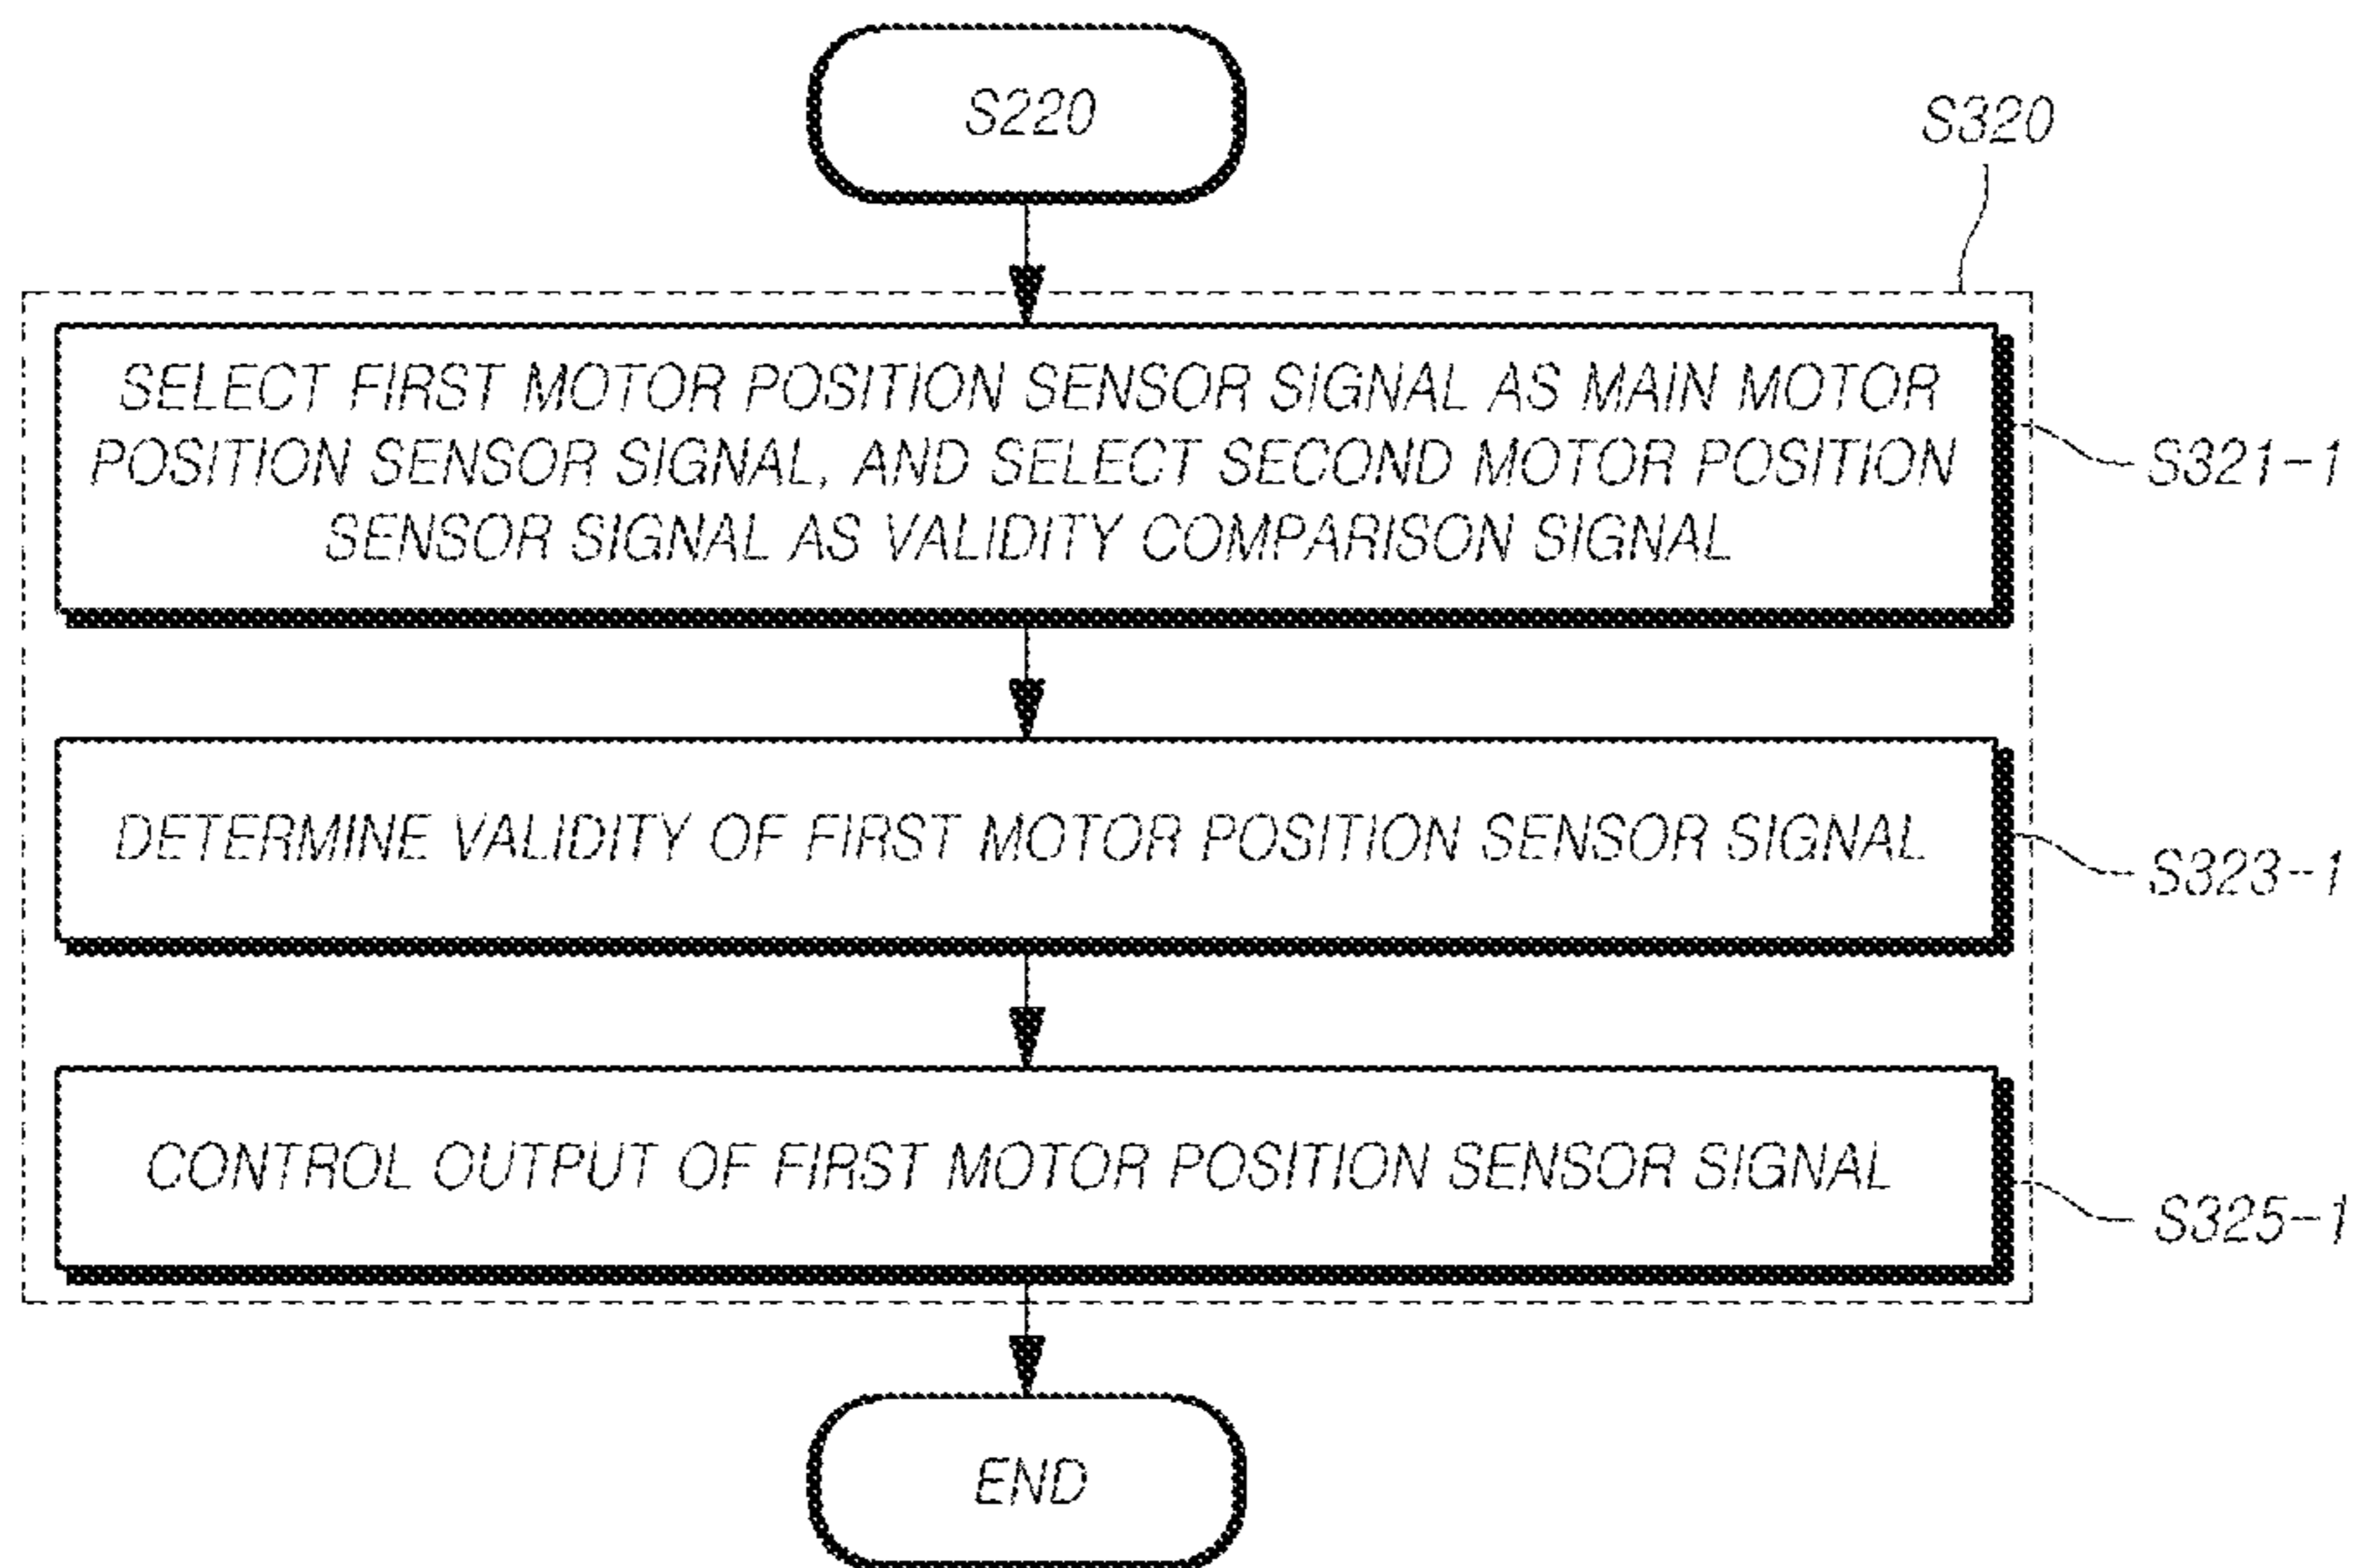 S220
S320
SELECT FIRST MOTOR POSITION SENSOR SIGNAL AS MAIN MOTOR
POSITION SENSOR SIGNAL, AND SELECT SECOND MOTOR POSITION
SENSOR SIGNAL AS VALIDITY COMPARISON SIGNAL
S321-1
DETERMINE VALIDITY OF FIRST MOTOR POSITION SENSOR SIGNAL
S323-1
CONTROL OUTPUT OF FIRST MOTOR POSITION SENSOR SIGNAL
S325-1
END